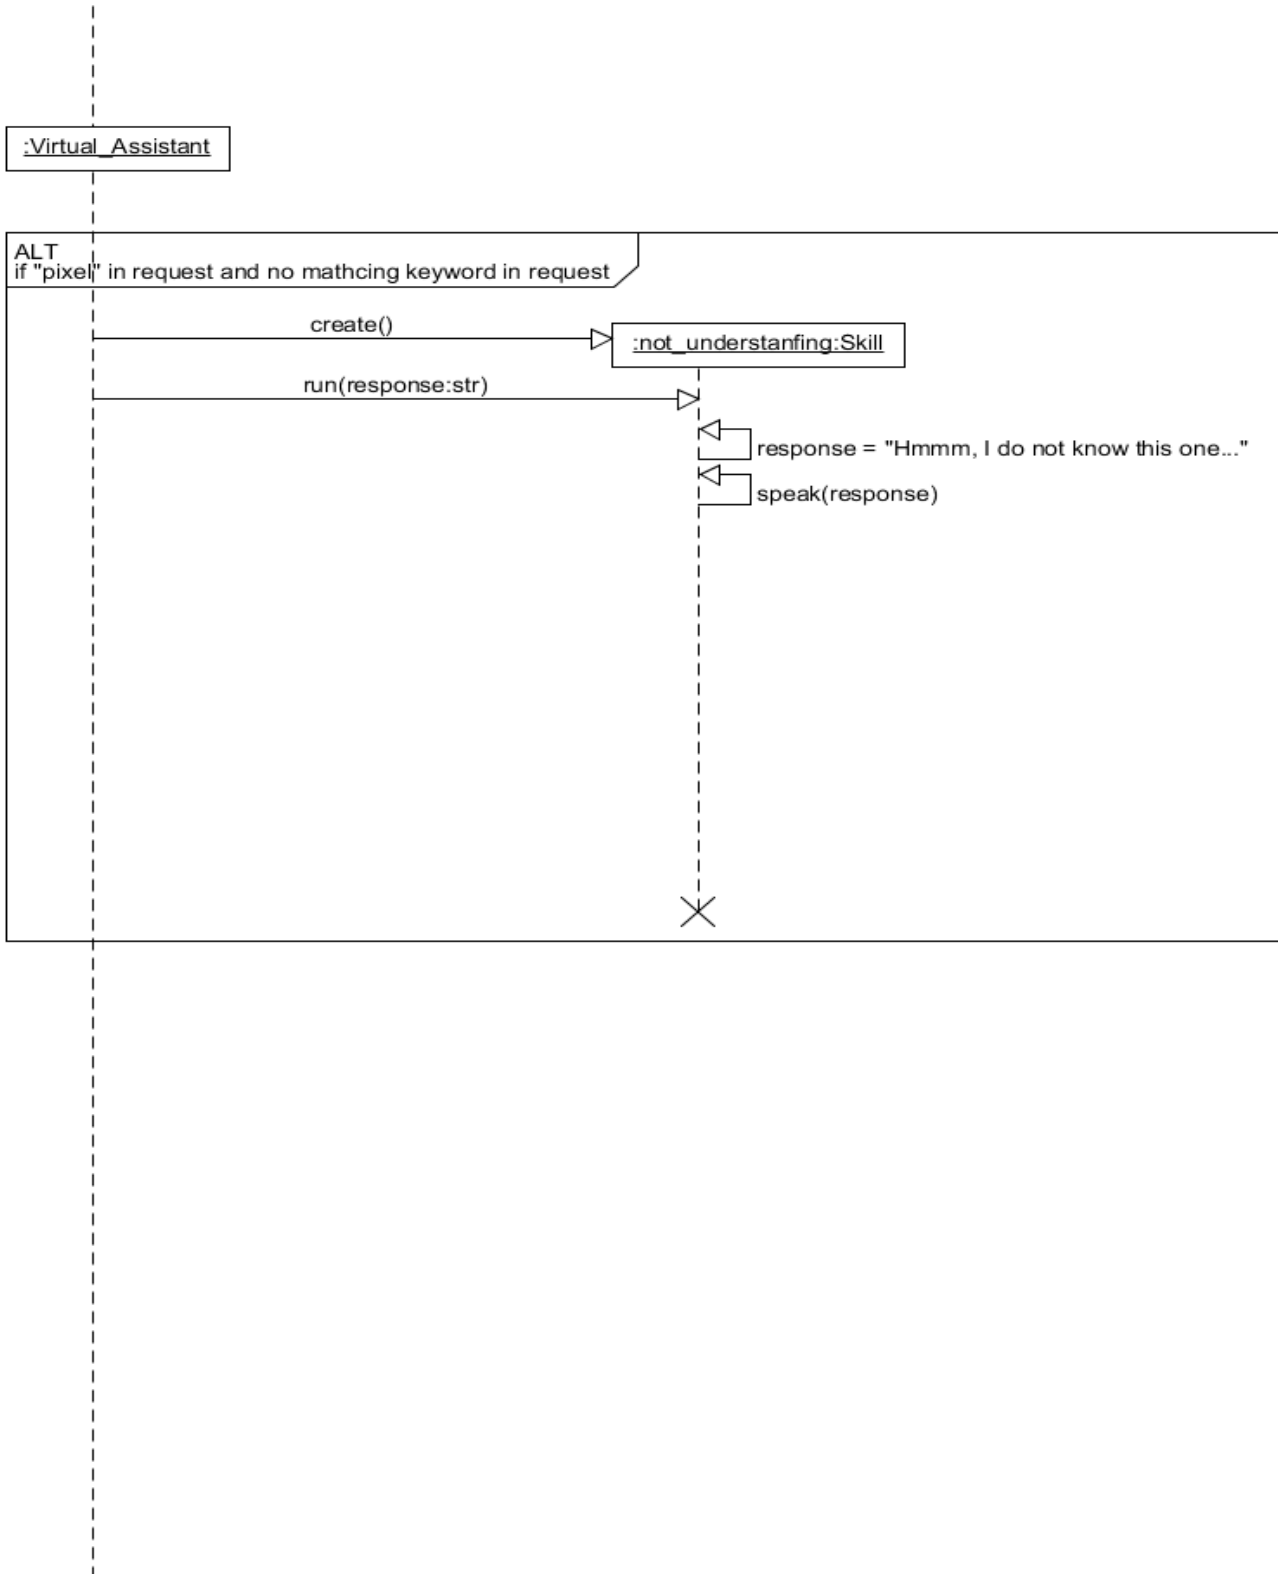 :Virtual_Assistant
ALT
if "pixel" in request and no mathcing keyword in request
create()
:not_understanfing:Skill
run(response:str)
response = "Hmmm, I do not know this one..."
speak(response)